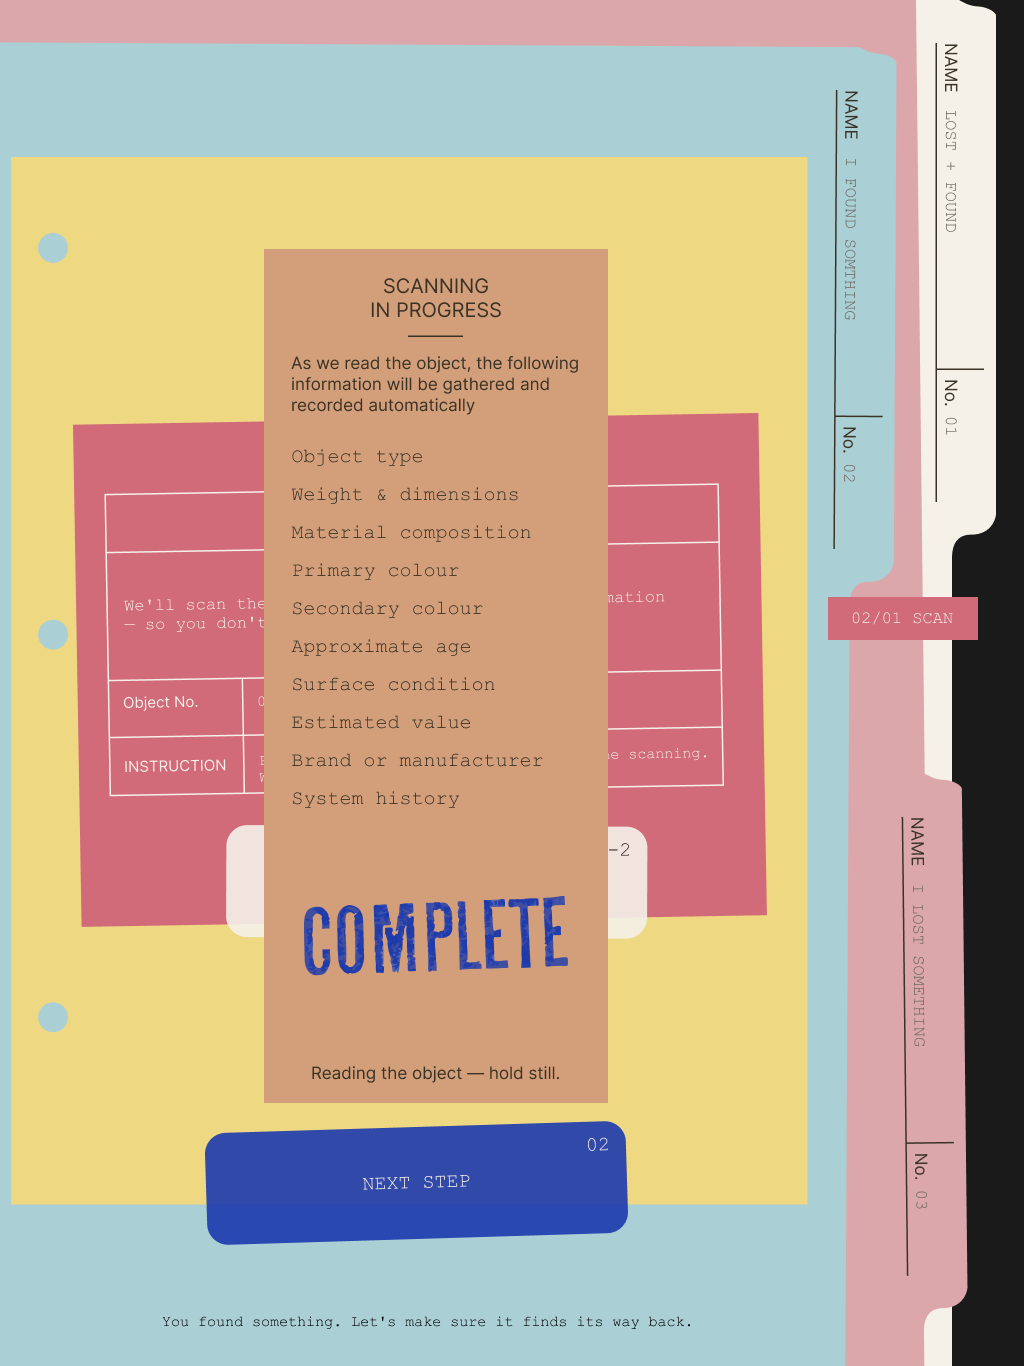 NAME LOST + FOUND
No. 01
NAME I FOUND SOMTHING
No. 02
SCANNING
IN PROGRESS
As we read the object, the following
information will be gathered and
recorded automatically
Object type
Weight & dimensions
Material composition
Primary colour
Secondary colour
Approximate age
Surface condition
Estimated value
Brand or manufacturer
System history
We'll scan the
mation
— so you don't
Object No.
INSTRUCTION
e scanning.
-2
02/01 SCAN
COMPLETE
Reading the object — hold still.
02
NEXT STEP
NAME I LOST SOMETHING
No. 03
You found something. Let's make sure it finds its way back.